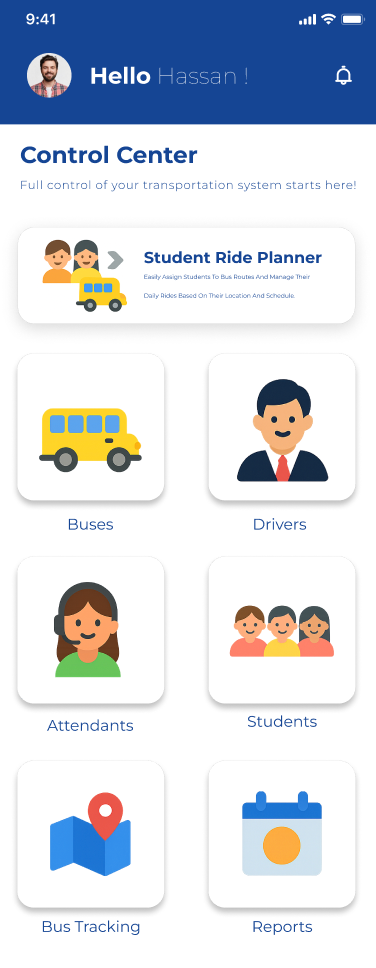 9:41
Hello Hassan !
Control Center
Full control of your transportation system starts here!
Student Ride Planner
Easily Assign Students To Bus Routes And Manage Their
Daily Rides Based On Their Location And Schedule.
Buses
Drivers
Attendants
Students
Bus Tracking
Reports